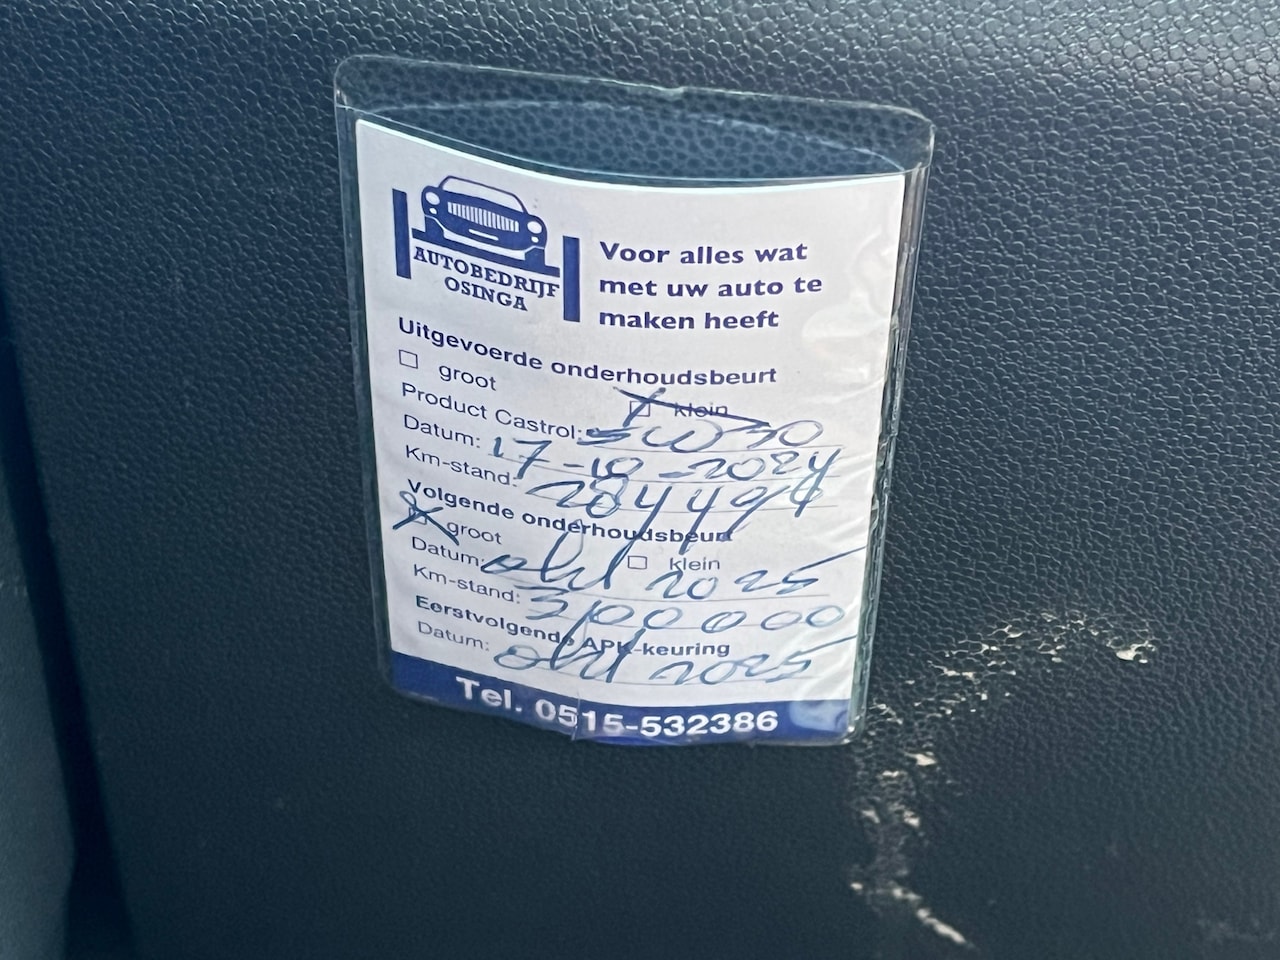 AUTOBEDRIJF
OSINGA
Voor alles wat
met uw auto te
maken heeft
Uitgevoerde onderhoudsbeurt
groot
klein
Product Castrol: 5W30
Datum: 17-10-2024
Km-stand: 284494
Volgende onderhoudsbeurt
groot
klein
Datum: okt 2025
Km-stand: 300000
Eerstvolgende APK-keuring
Datum: okt 2025
Tel. 0515-532386